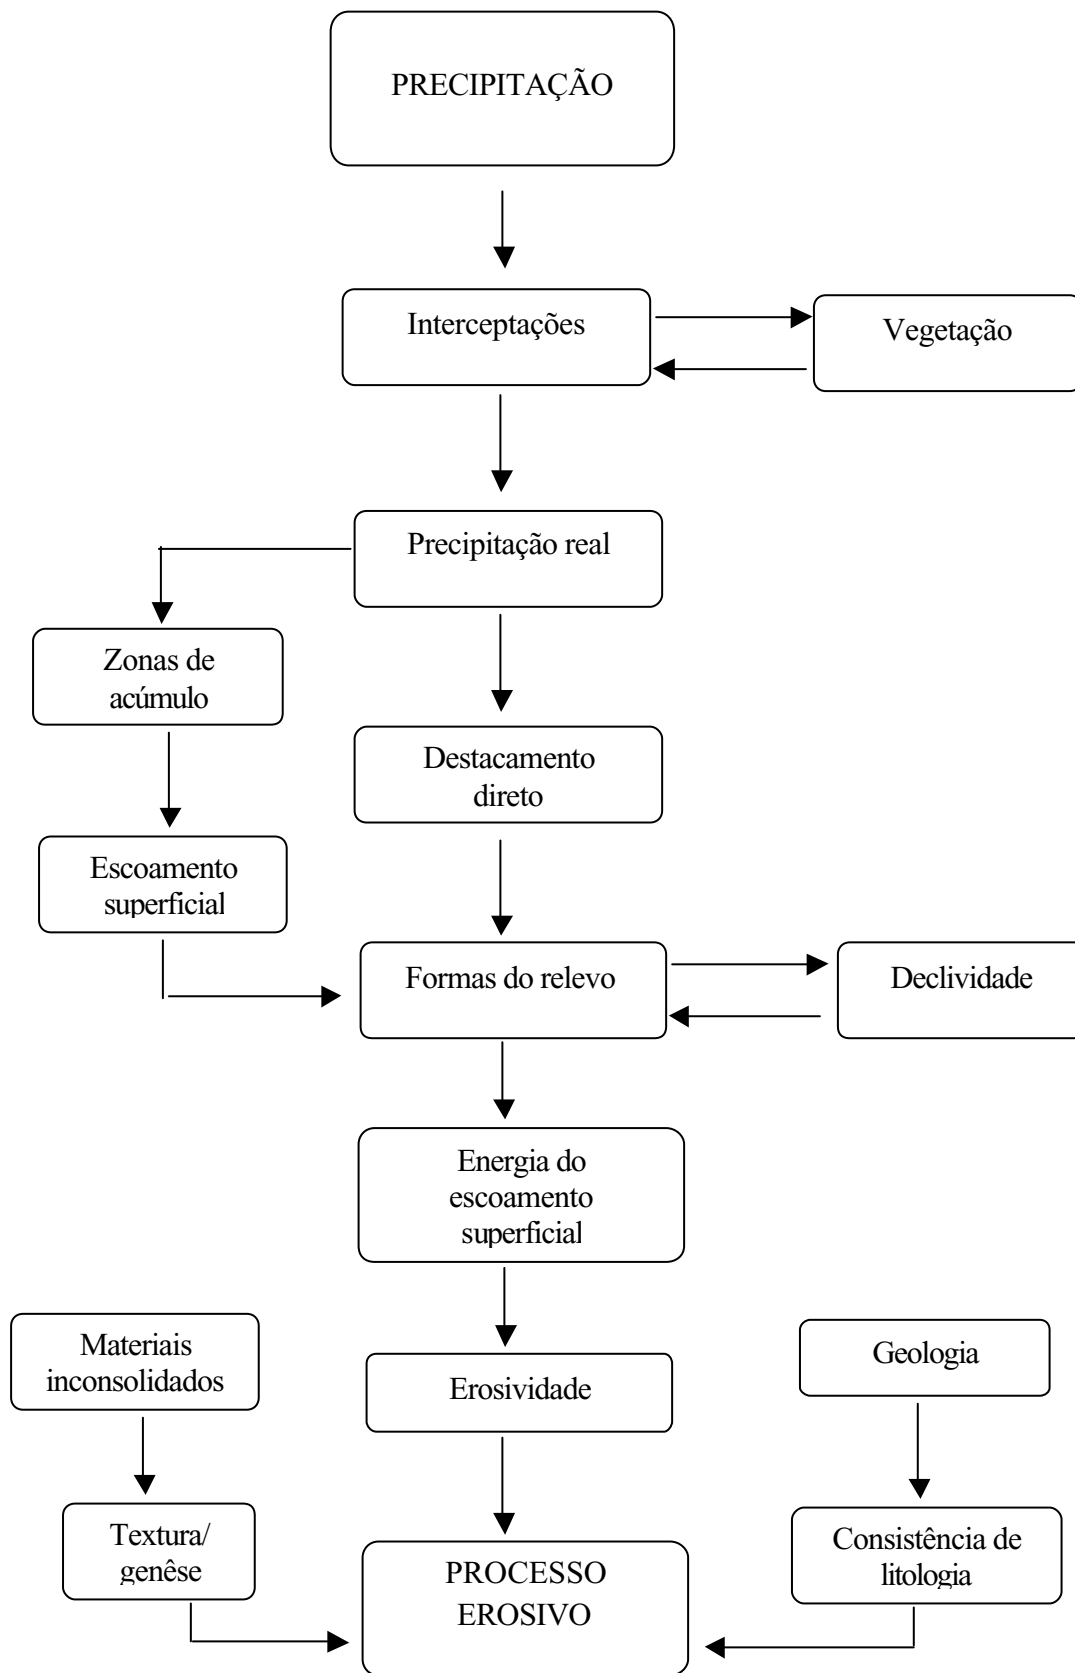 PRECIPITAÇÃO
Interceptações
Vegetação
Precipitação real
Zonas de
acúmulo
Destacamento
direto
Escoamento
superficial
Formas do relevo
Declividade
Energia do
escoamento
superficial
Materiais
inconsolidados
Erosividade
Geologia
Textura/
genêse
PROCESSO
EROSIVO
Consistência de
litologia